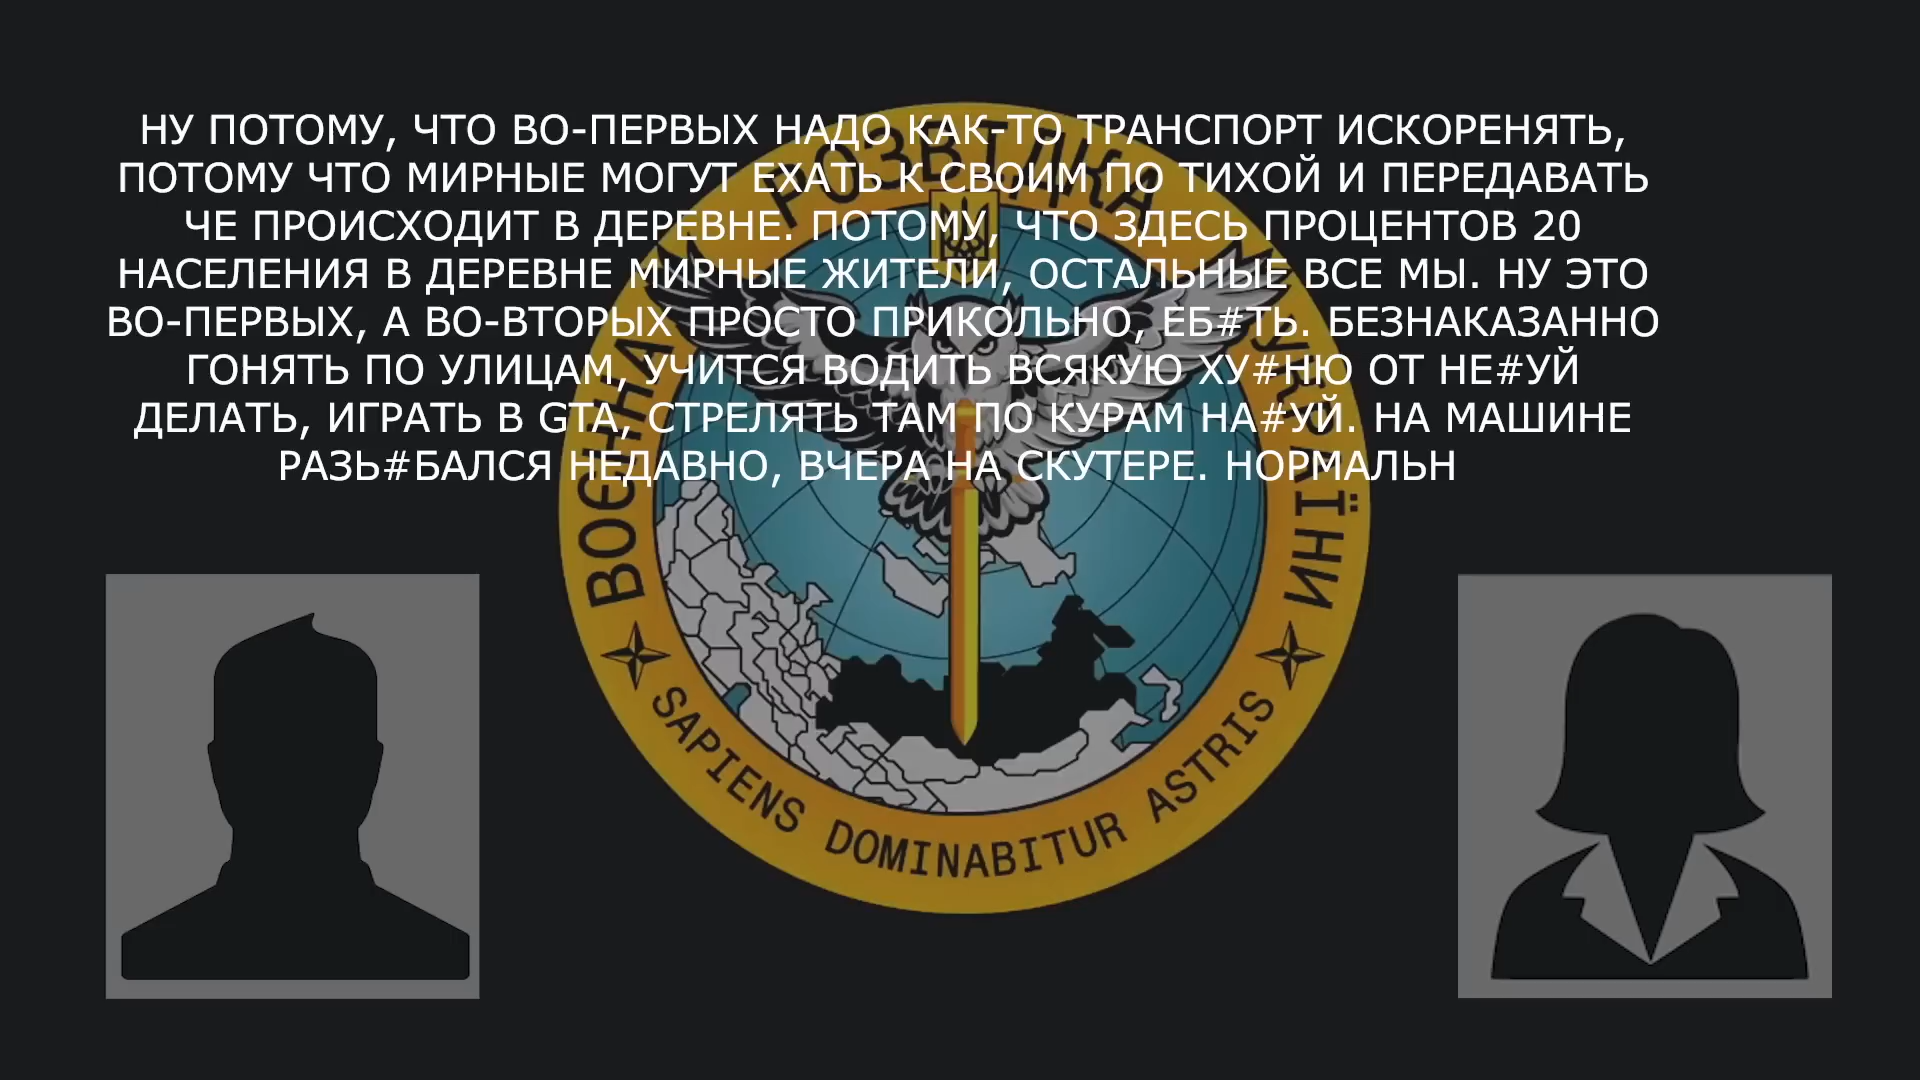 НУ ПОТОМУ, ЧТО ВО-ПЕРВЫХ НАДО КАК-ТО ТРАНСПОРТ ИСКОРЕНЯТЬ,
ПОТОМУ ЧТО МИРНЫЕ МОГУТ ЕХАТЬ К СВОИМ ПО ТИХОЙ И ПЕРЕДАВАТЬ
ЧЕ ПРОИСХОДИТ В ДЕРЕВНЕ. ПОТОМУ, ЧТО ЗДЕСЬ ПРОЦЕНТОВ 20
НАСЕЛЕНИЯ В ДЕРЕВНЕ МИРНЫЕ ЖИТЕЛИ, ОСТАЛЬНЫЕ ВСЕ МЫ. НУ ЭТО
ВО-ПЕРВЫХ, А ВО-ВТОРЫХ ПРОСТО ПРИКОЛЬНО, ЕБ#ТЬ. БЕЗНАКАЗАННО
ГОНЯТЬ ПО УЛИЦАМ, УЧИТСЯ ВОДИТЬ ВСЯКУЮ ХУ#НЮ ОТ НЕ#УЙ
ДЕЛАТЬ, ИГРАТЬ В GTA, СТРЕЛЯТЬ ТАМ ПО КУРАМ НА#УЙ. НА МАШИНЕ
РАЗЬ#БАЛСЯ НЕДАВНО, ВЧЕРА НА СКУТЕРЕ. НОРМАЛЬН
ВОЄННА РОЗВІДКА УКРАЇНИ
SAPIENS DOMINABITUR ASTRIS